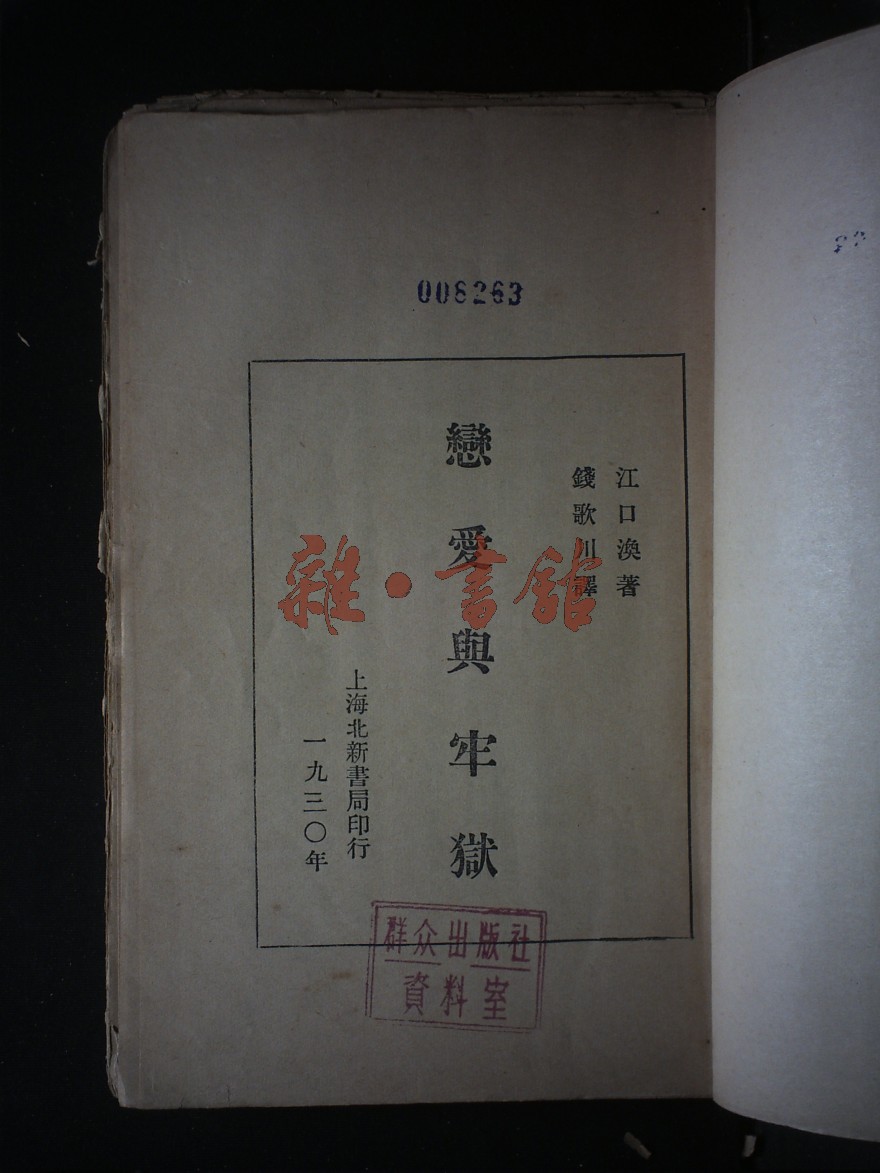 008263
江口渙著
錢歌川譯
戀愛與牢獄
上海北新書局印行
一九三〇年
雜·書舘
群众出版社
資料室